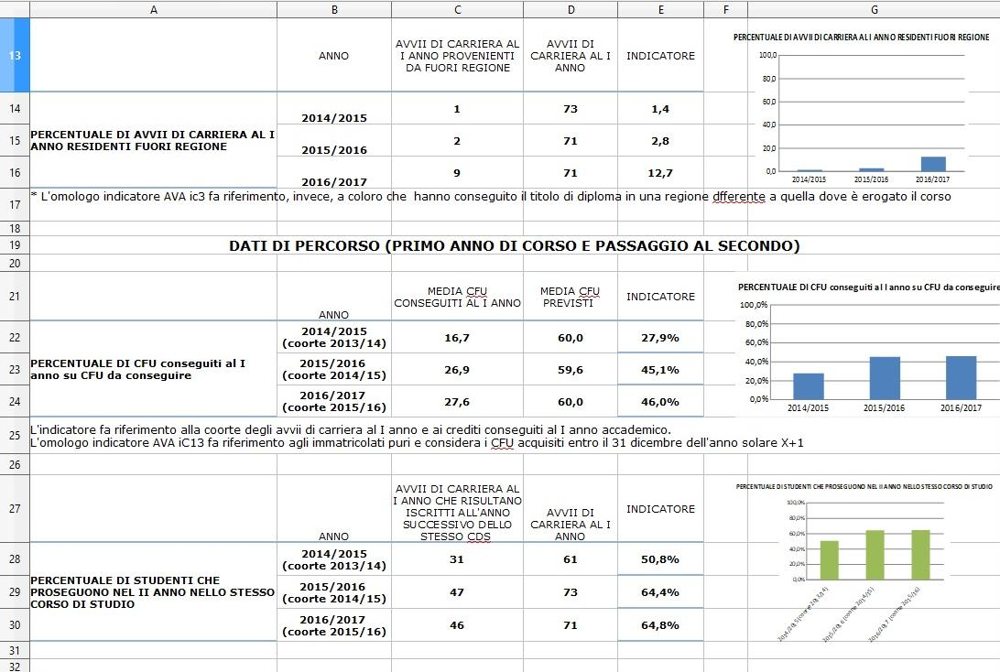 A B C D E F G
13
ANNO
AVVII DI CARRIERA AL
I ANNO PROVENIENTI
DA FUORI REGIONE
AVVII DI
CARRIERA AL I
ANNO
INDICATORE
PERCENTUALE DI AVVII DI CARRIERA AL I ANNO RESIDENTI FUORI REGIONE
100,0
80,0
60,0
40,0
20,0
0,0
2014/2015 2015/2016 2016/2017
PERCENTUALE DI AVVII DI CARRIERA AL I
ANNO RESIDENTI FUORI REGIONE
14 2014/2015 1 73 1,4
15 2015/2016 2 71 2,8
16 2016/2017 9 71 12,7
17 * L'omologo indicatore AVA ic3 fa riferimento, invece, a coloro che hanno conseguito il titolo di diploma in una regione dfferente a quella dove è erogato il corso
18
19 DATI DI PERCORSO (PRIMO ANNO DI CORSO E PASSAGGIO AL SECONDO)
20
21
ANNO
MEDIA CFU
CONSEGUITI AL I ANNO
MEDIA CFU
PREVISTI
INDICATORE
PERCENTUALE DI CFU conseguiti al I anno su CFU da conseguire
100,0%
80,0%
60,0%
40,0%
20,0%
0,0%
2014/2015 2015/2016 2016/2017
PERCENTUALE DI CFU conseguiti al I
anno su CFU da conseguire
22 2014/2015 16,7 60,0 27,9%
(coorte 2013/14)
23 2015/2016 26,9 59,6 45,1%
(coorte 2014/15)
24 2016/2017 27,6 60,0 46,0%
(coorte 2015/16)
25 L'indicatore fa riferimento alla coorte degli avvii di carriera al I anno e ai crediti conseguiti al I anno accademico.
L'omologo indicatore AVA iC13 fa riferimento agli immatricolati puri e considera i CFU acquisiti entro il 31 dicembre dell'anno solare X+1
26
27
ANNO
AVVII DI CARRIERA AL
I ANNO CHE RISULTANO
ISCRITTI ALL'ANNO
SUCCESSIVO DELLO
STESSO CDS
AVVII DI
CARRIERA AL I
ANNO
INDICATORE
PERCENTUALE DI STUDENTI CHE PROSEGUONO NEL II ANNO NELLO STESSO CORSO DI STUDIO
100,0%
80,0%
60,0%
40,0%
20,0%
0,0%
2014/2015 (coorte 2013/14)
2015/2016 (coorte 2014/15)
2016/2017 (coorte 2015/16)
PERCENTUALE DI STUDENTI CHE
PROSEGUONO NEL II ANNO NELLO STESSO
CORSO DI STUDIO
28 2014/2015 31 61 50,8%
(coorte 2013/14)
29 2015/2016 47 73 64,4%
(coorte 2014/15)
30 2016/2017 46 71 64,8%
(coorte 2015/16)
31
32